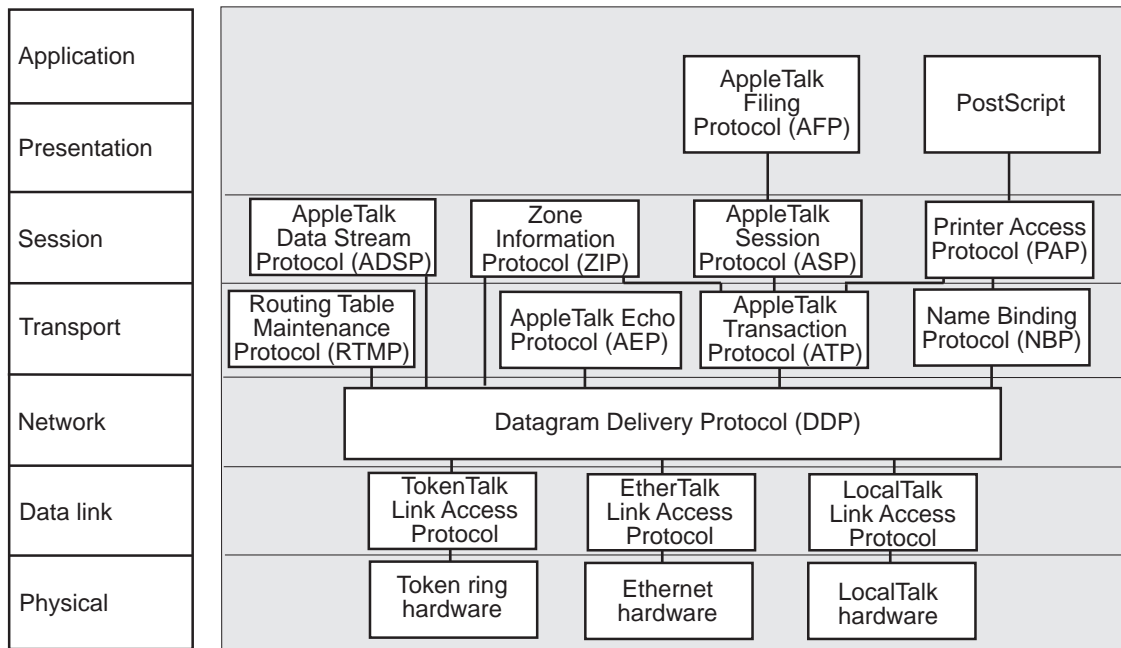 Application
AppleTalk
Filing
Protocol (AFP)
PostScript
Presentation
Session
AppleTalk
Data Stream
Protocol (ADSP)
Zone
Information
Protocol (ZIP)
AppleTalk
Session
Protocol (ASP)
Printer Access
Protocol (PAP)
Transport
Routing Table
Maintenance
Protocol (RTMP)
AppleTalk Echo
Protocol (AEP)
AppleTalk
Transaction
Protocol (ATP)
Name Binding
Protocol (NBP)
Network
Datagram Delivery Protocol (DDP)
Data link
TokenTalk
Link Access
Protocol
EtherTalk
Link Access
Protocol
LocalTalk
Link Access
Protocol
Physical
Token ring
hardware
Ethernet
hardware
LocalTalk
hardware